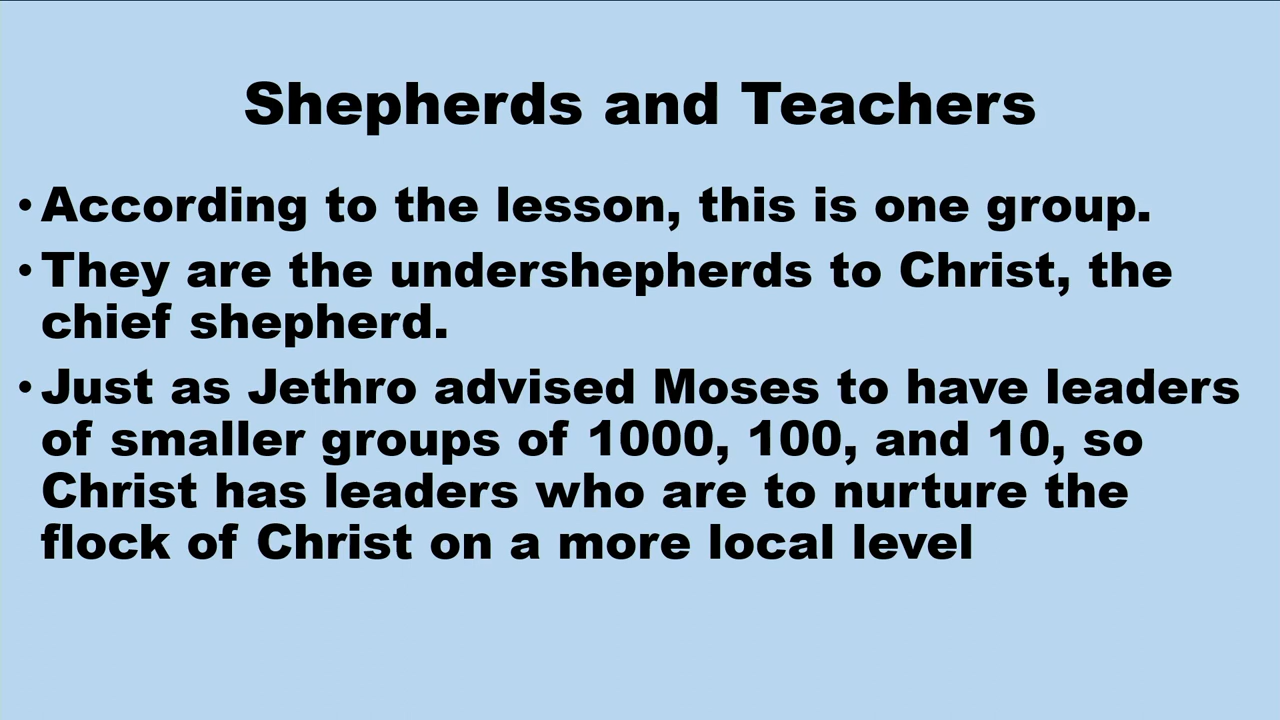 Shepherds and Teachers
• According to the lesson, this is one group.
• They are the undershepherds to Christ, the
chief shepherd.
• Just as Jethro advised Moses to have leaders
of smaller groups of 1000, 100, and 10, so
Christ has leaders who are to nurture the
flock of Christ on a more local level